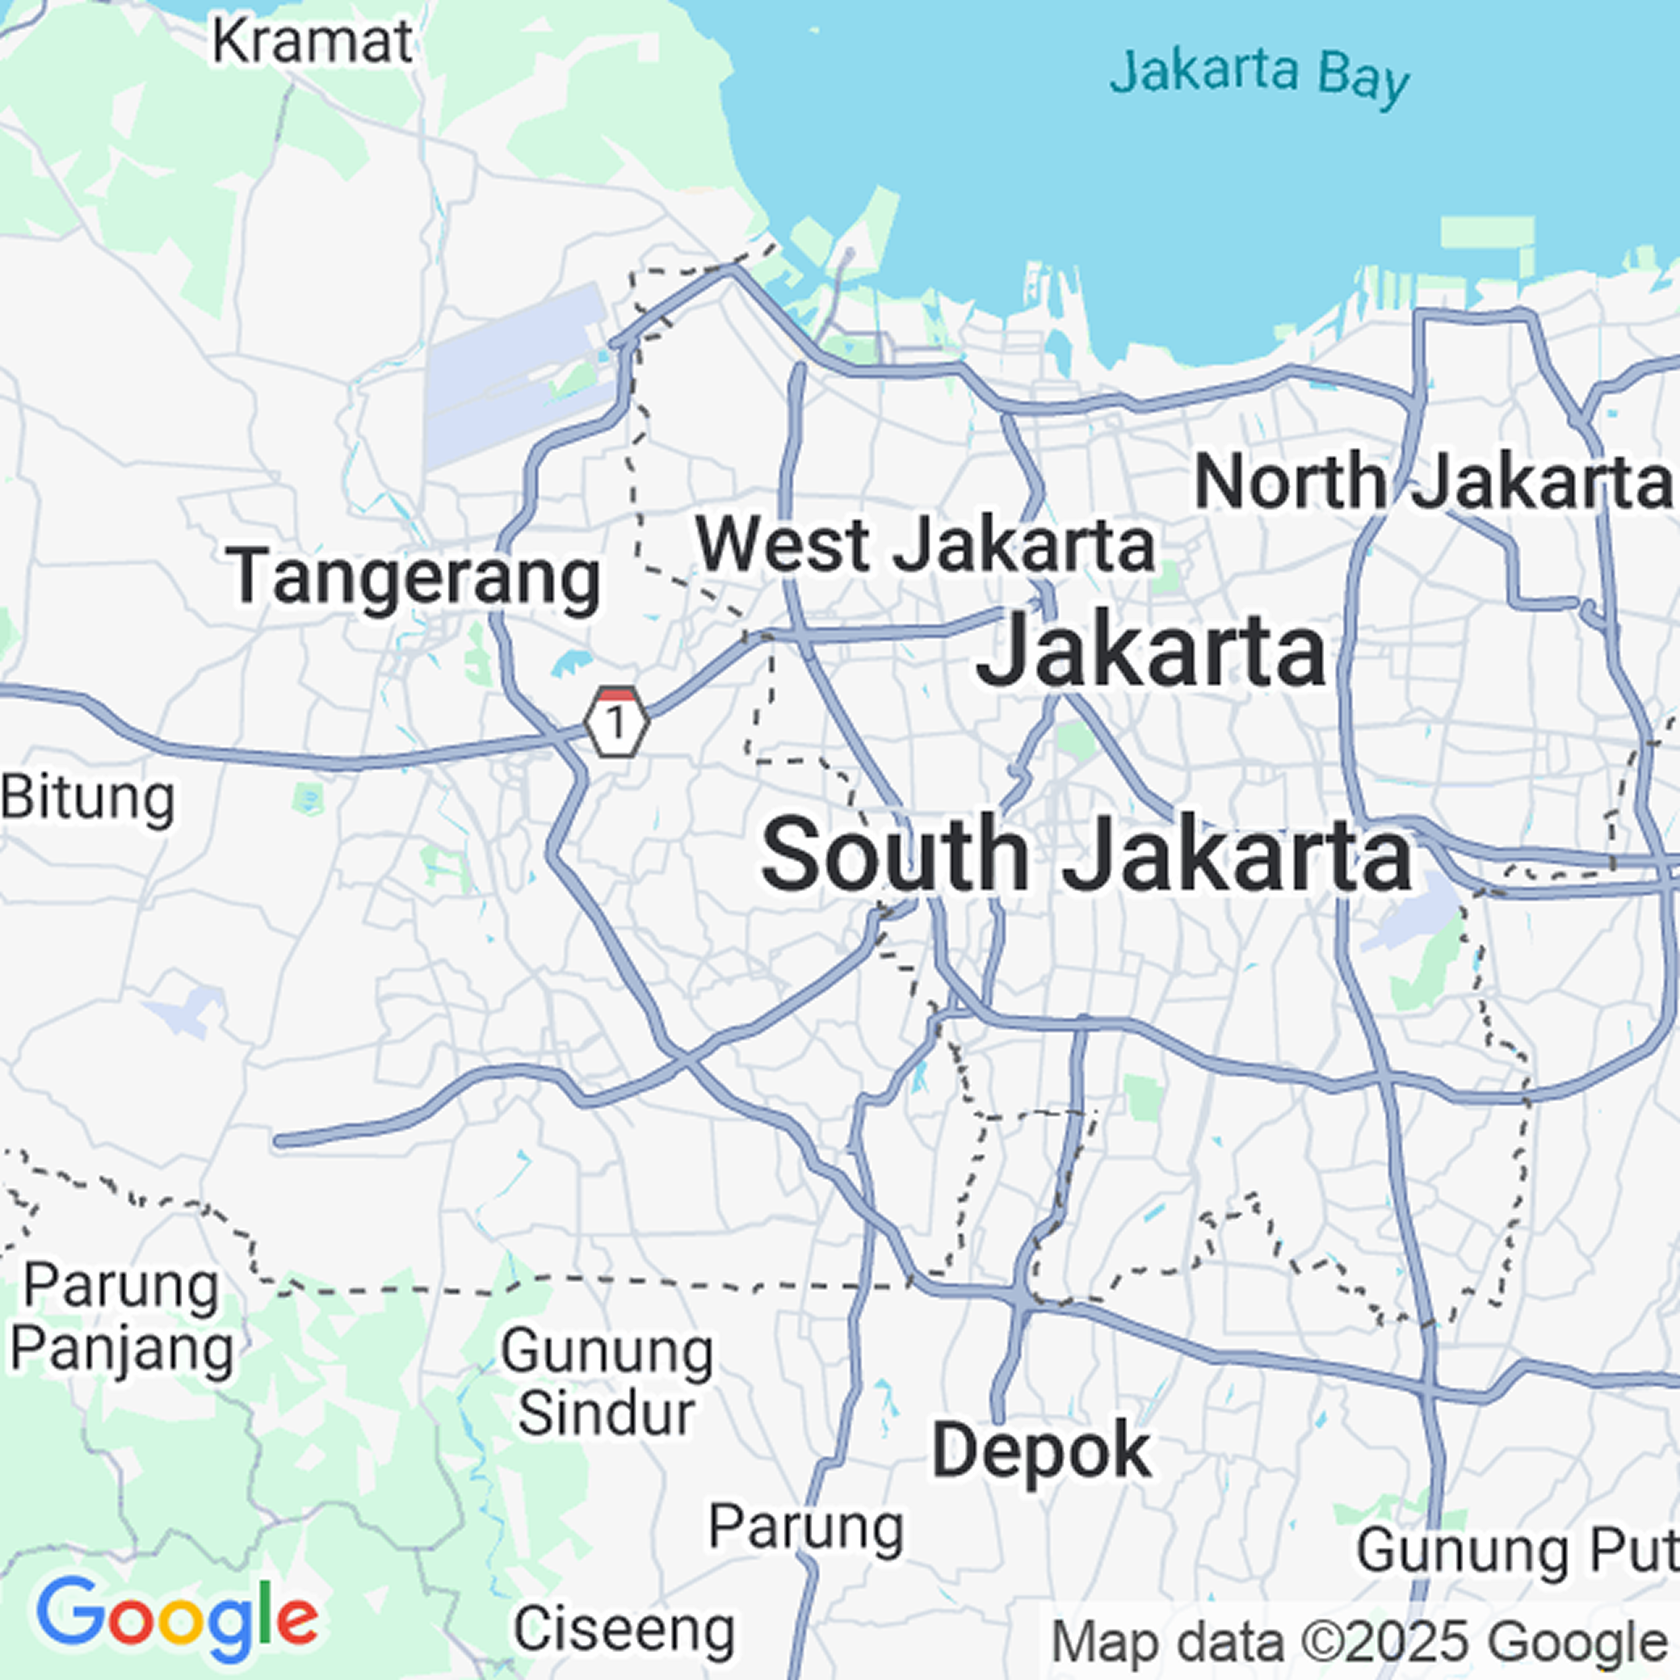 Kramat
Jakarta Bay
North Jakarta
West Jakarta
Tangerang
Jakarta
1
Bitung
South Jakarta
Parung
Panjang
Gunung
Sindur
Depok
Parung
Gunung Put
Ciseeng
Google
Map data ©2025 Google